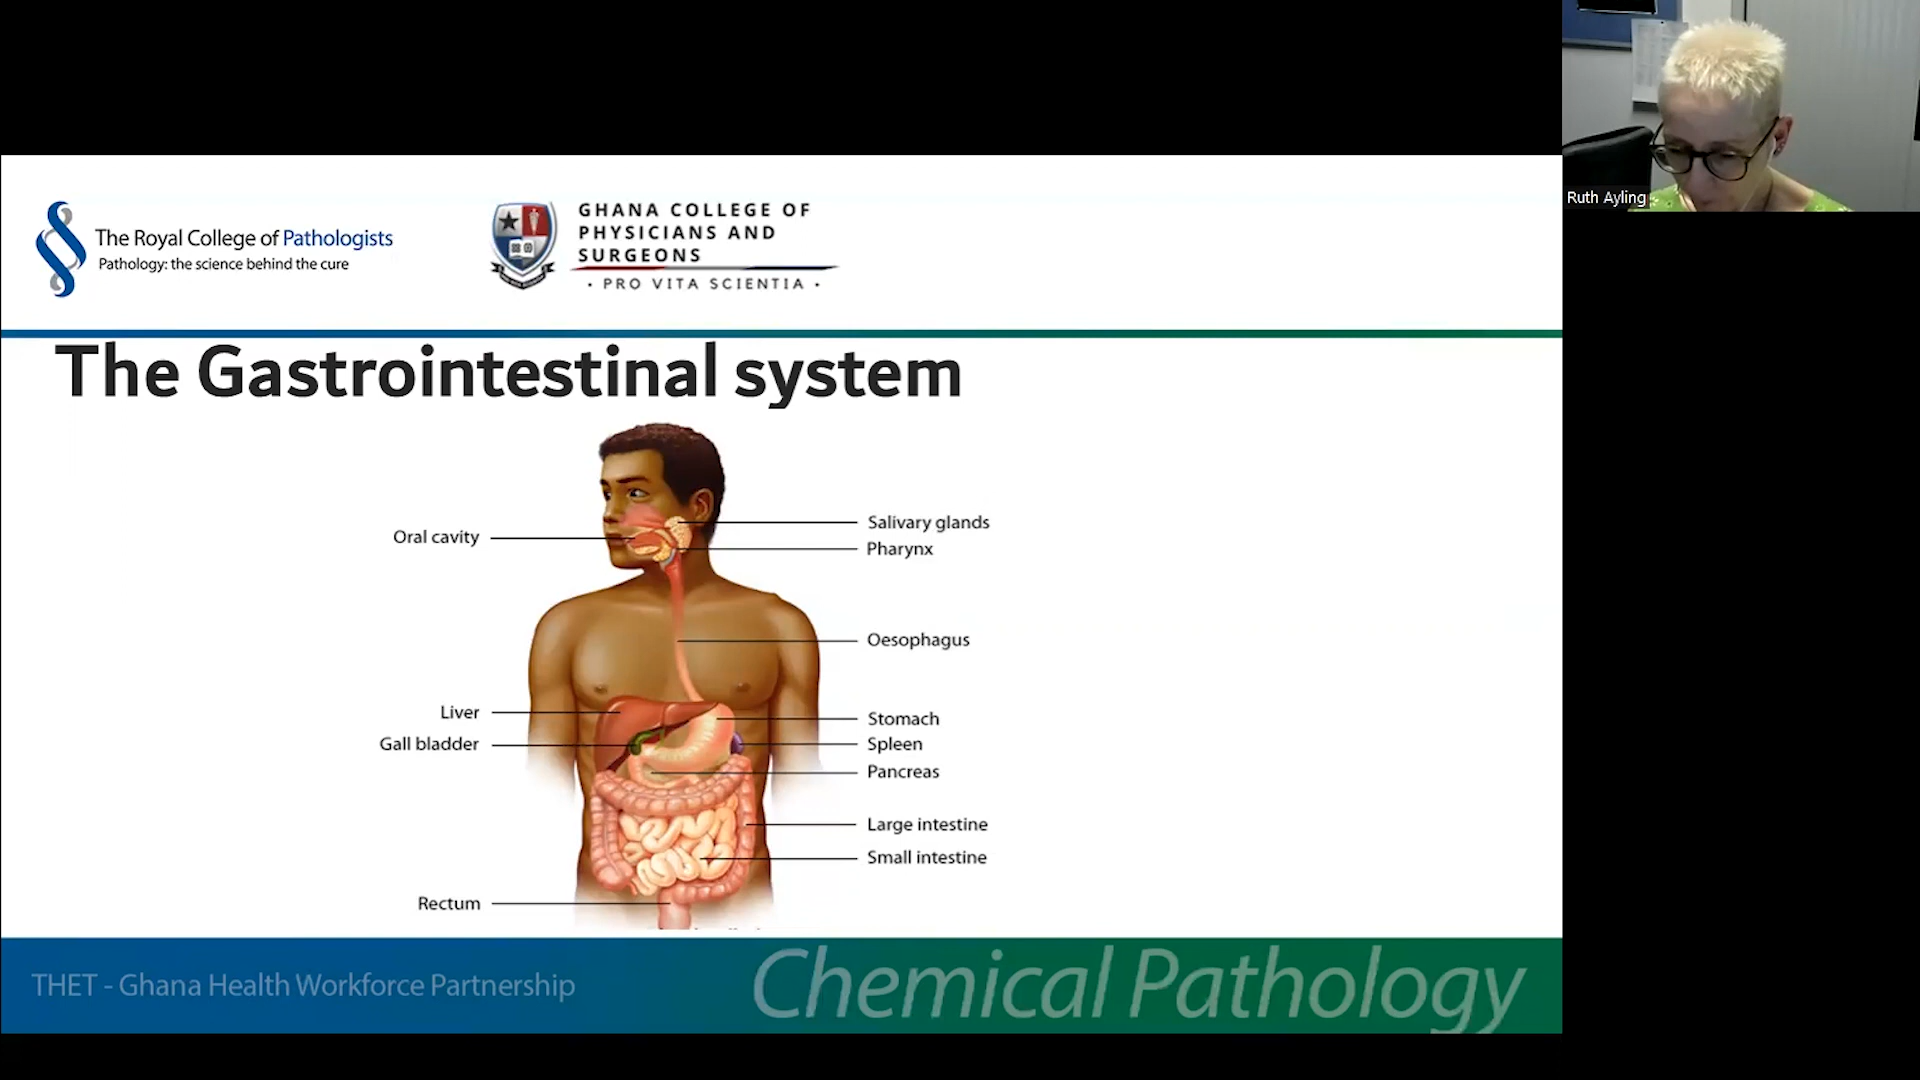 Ruth Ayling
The Royal College of Pathologists
Pathology: the science behind the cure
GHANA COLLEGE OF
PHYSICIANS AND
SURGEONS
· PRO VITA SCIENTIA ·
The Gastrointestinal system
Oral cavity
Salivary glands
Pharynx
Oesophagus
Liver
Gall bladder
Stomach
Spleen
Pancreas
Large intestine
Small intestine
Rectum
THET - Ghana Health Workforce Partnership
Chemical Pathology